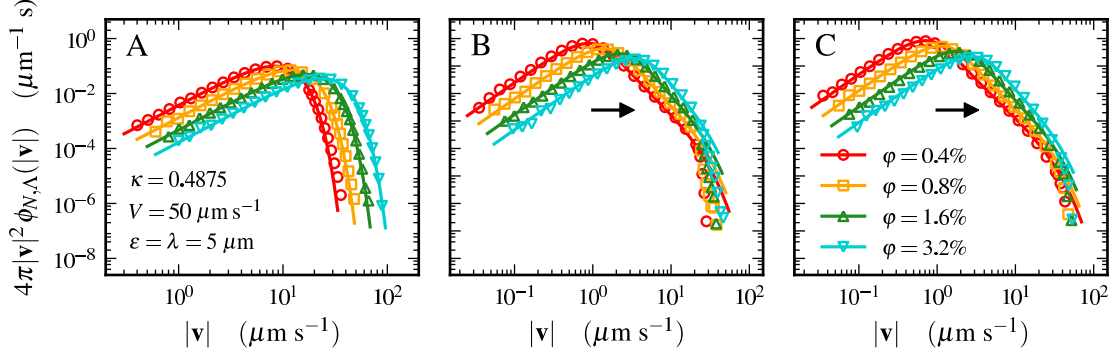 A
B
C
4π|v|² ϕ_{N,Λ}(|v|) (μm⁻¹ s)
10⁰
10⁻²
10⁻⁴
10⁻⁶
10⁻⁸
κ = 0.4875
V = 50 μm s⁻¹
ε = λ = 5 μm
φ = 0.4%
φ = 0.8%
φ = 1.6%
φ = 3.2%
10⁰ 10¹ 10²
10⁻¹ 10⁰ 10¹ 10²
10⁻¹ 10⁰ 10¹ 10²
|v| (μm s⁻¹)
|v| (μm s⁻¹)
|v| (μm s⁻¹)